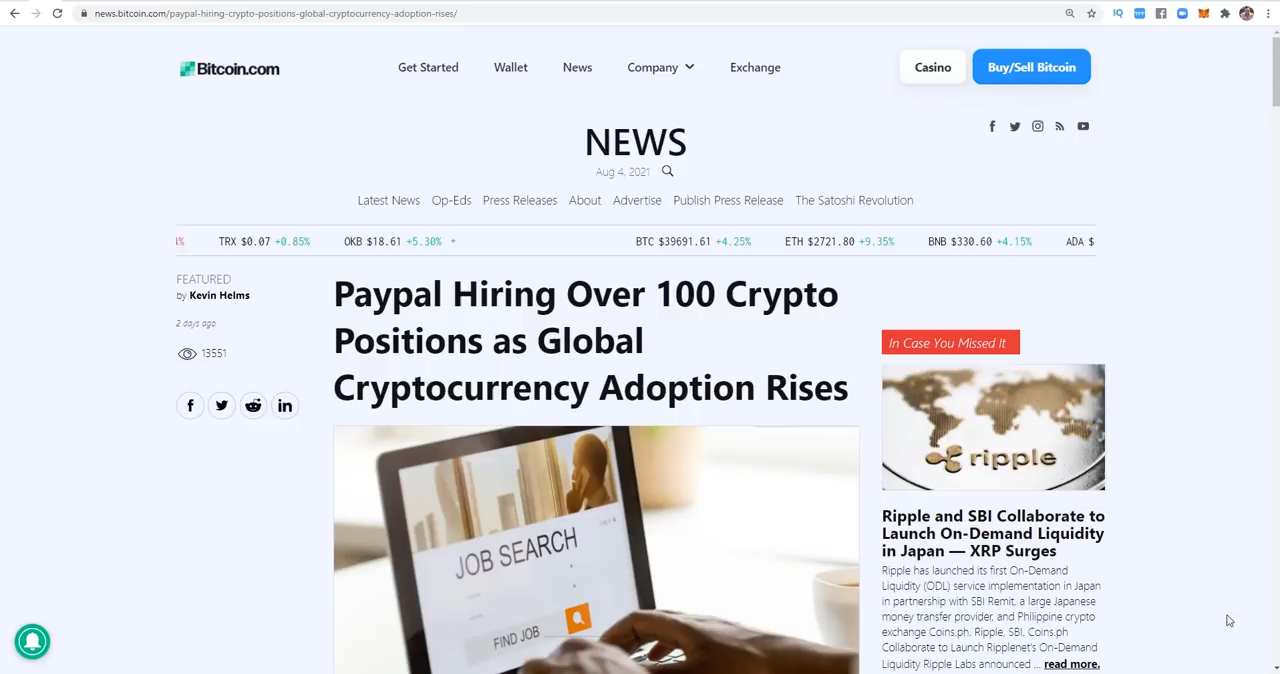 news.bitcoin.com/paypal-hiring-crypto-positions-global-cryptocurrency-adoption-rises/
Bitcoin.com
Get Started
Wallet
News
Company
Exchange
Casino
Buy/Sell Bitcoin
NEWS
Aug 4, 2021
Latest News
Op-Eds
Press Releases
About
Advertise
Publish Press Release
The Satoshi Revolution
TRX $0.07 +0.85%
OKB $18.61 +5.30% *
BTC $39691.61 +4.25%
ETH $2721.80 +9.35%
BNB $330.60 +4.15%
ADA $
FEATURED
by Kevin Helms
2 days ago
13551
Paypal Hiring Over 100 Crypto
Positions as Global
Cryptocurrency Adoption Rises
JOB SEARCH
FIND JOB
In Case You Missed It
ripple
Ripple and SBI Collaborate to
Launch On-Demand Liquidity
in Japan — XRP Surges
Ripple has launched its first On-Demand
Liquidity (ODL) service implementation in Japan
in partnership with SBI Remit, a large Japanese
money transfer provider, and Philippine crypto
exchange Coins.ph. Ripple, SBI, Coins.ph
Collaborate to Launch Ripplenet's On-Demand
Liquidity Ripple Labs announced ... read more.